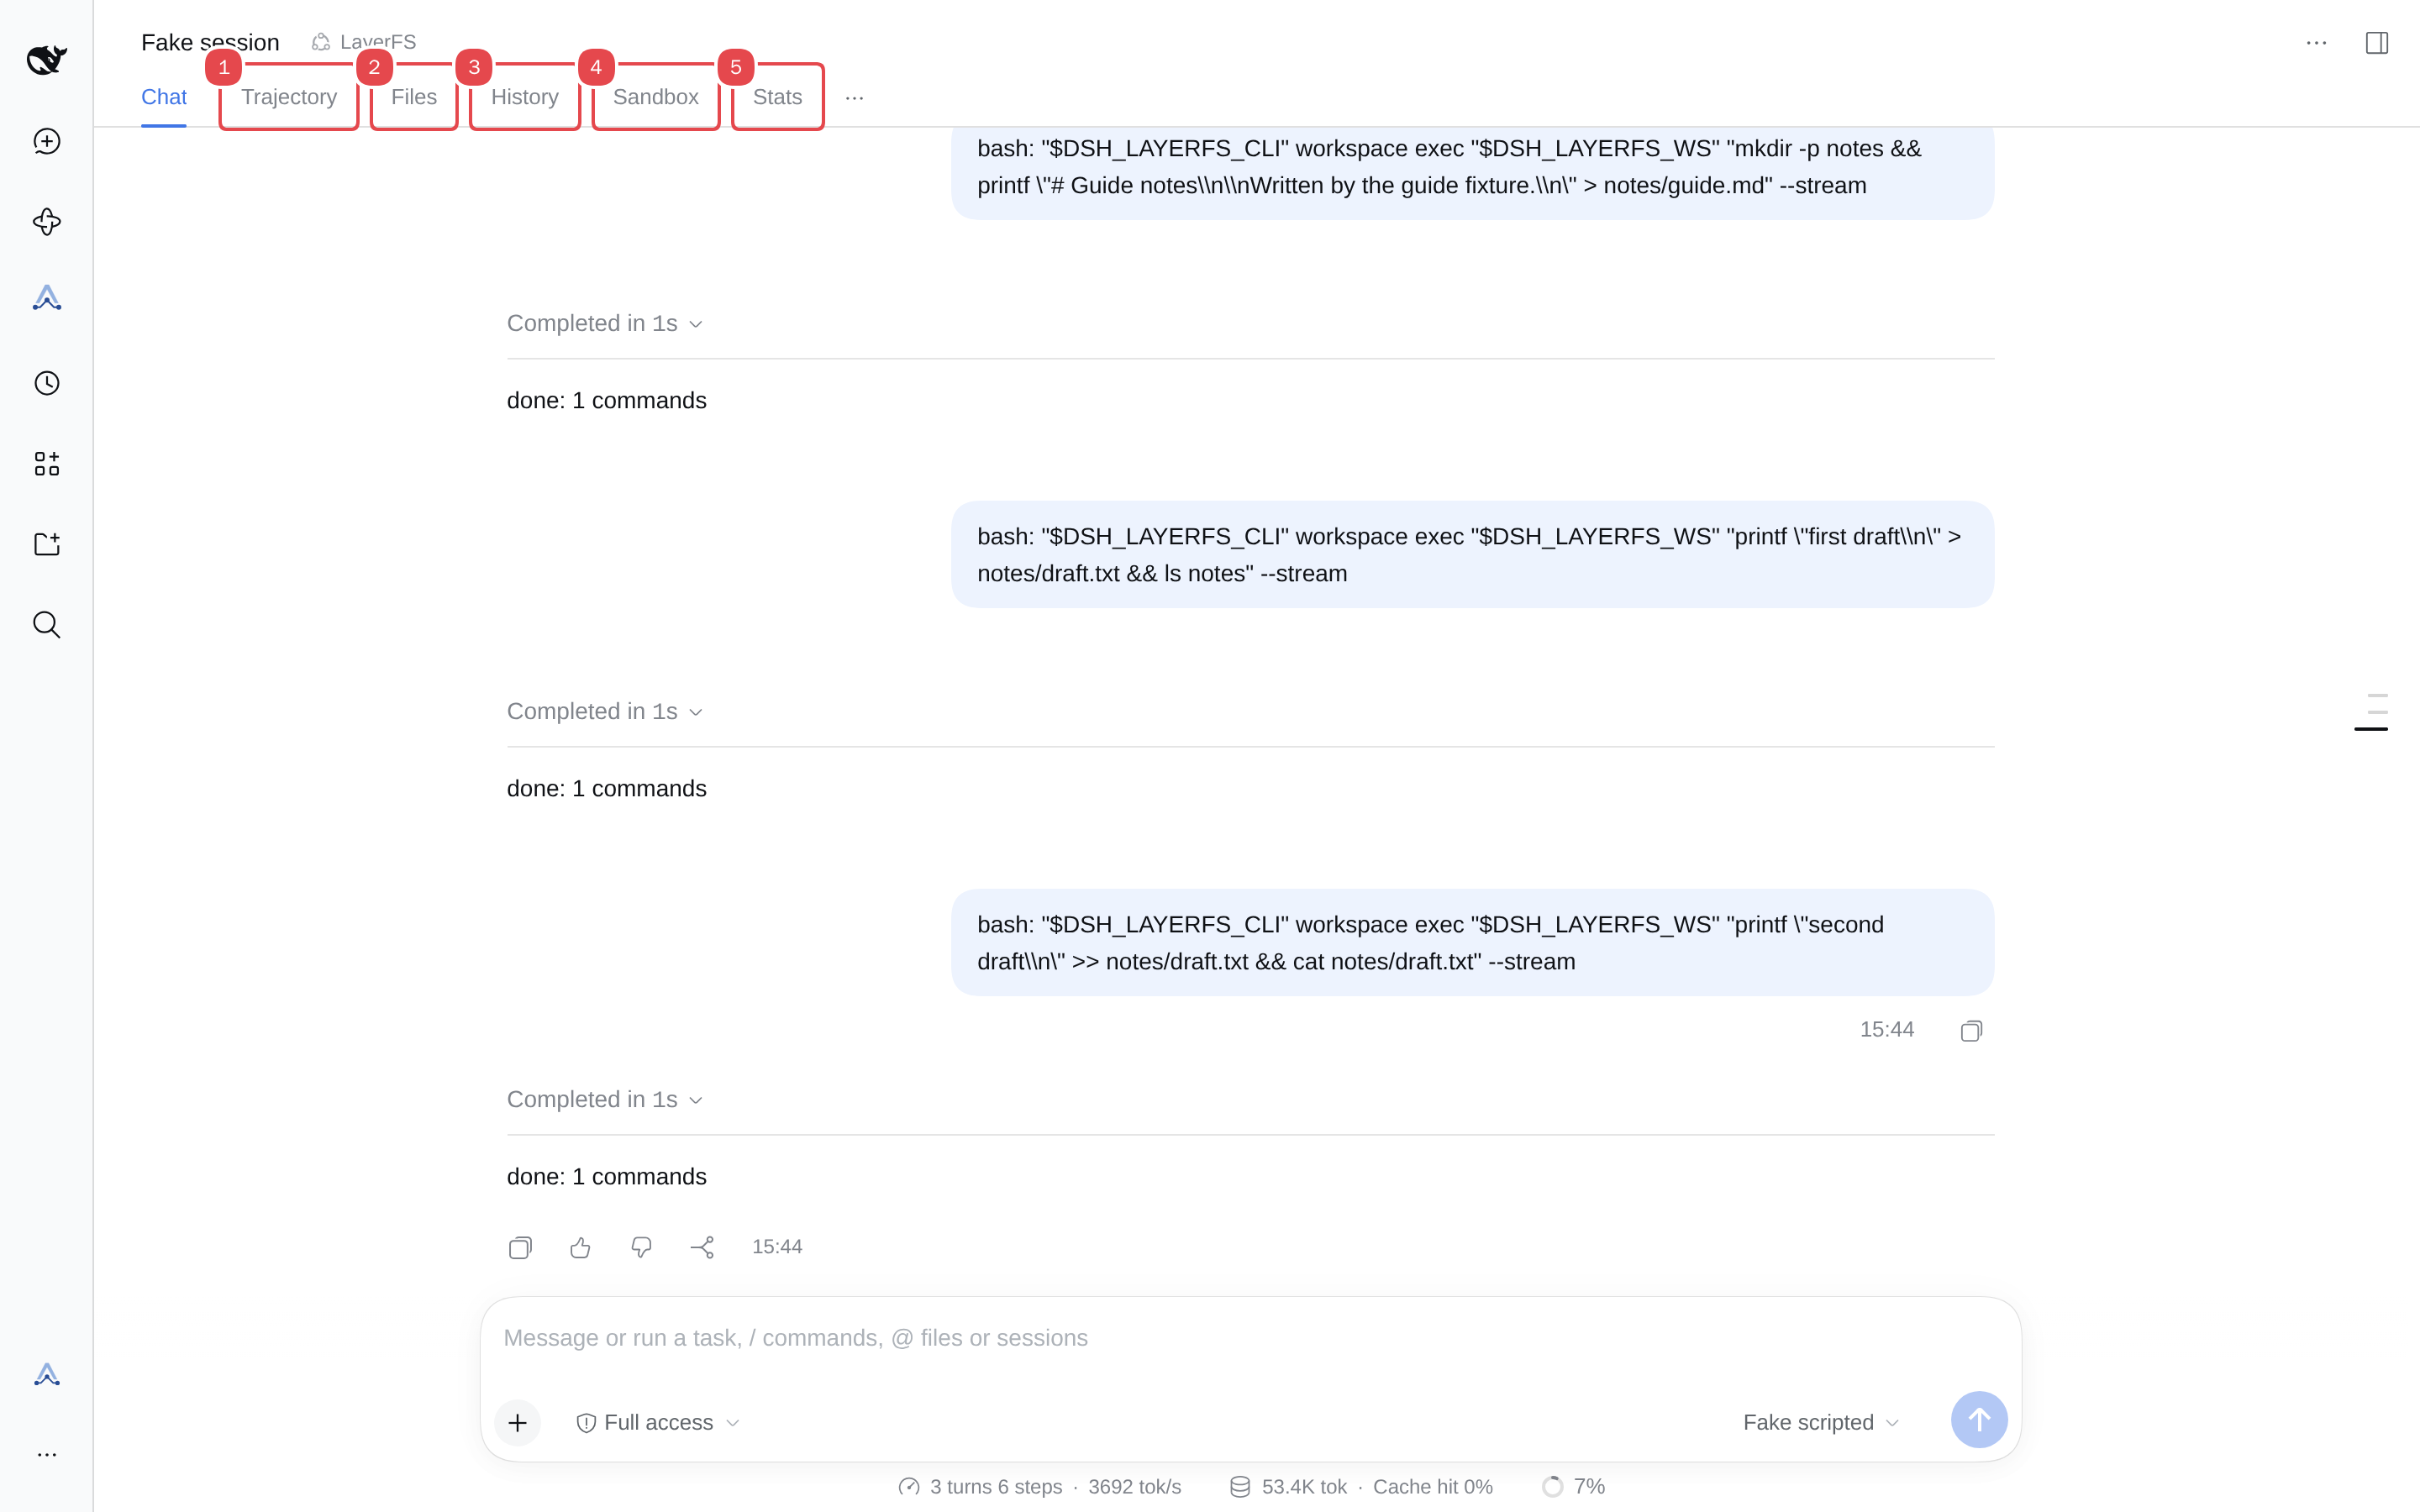 Fake session LayerFS
1 2 3 4 5
Chat Trajectory Files History Sandbox Stats
bash: "$DSH_LAYERFS_CLI" workspace exec "$DSH_LAYERFS_WS" "mkdir -p notes &&
printf \"# Guide notes\\n\\nWritten by the guide fixture.\\n\" > notes/guide.md" --stream
Completed in 1s
done: 1 commands
bash: "$DSH_LAYERFS_CLI" workspace exec "$DSH_LAYERFS_WS" "printf \"first draft\\n\" >
notes/draft.txt && ls notes" --stream
Completed in 1s
done: 1 commands
bash: "$DSH_LAYERFS_CLI" workspace exec "$DSH_LAYERFS_WS" "printf \"second
draft\\n\" >> notes/draft.txt && cat notes/draft.txt" --stream
15:44
Completed in 1s
done: 1 commands
15:44
Message or run a task, / commands, @ files or sessions
Full access Fake scripted
3 turns 6 steps · 3692 tok/s 53.4K tok · Cache hit 0% 7%